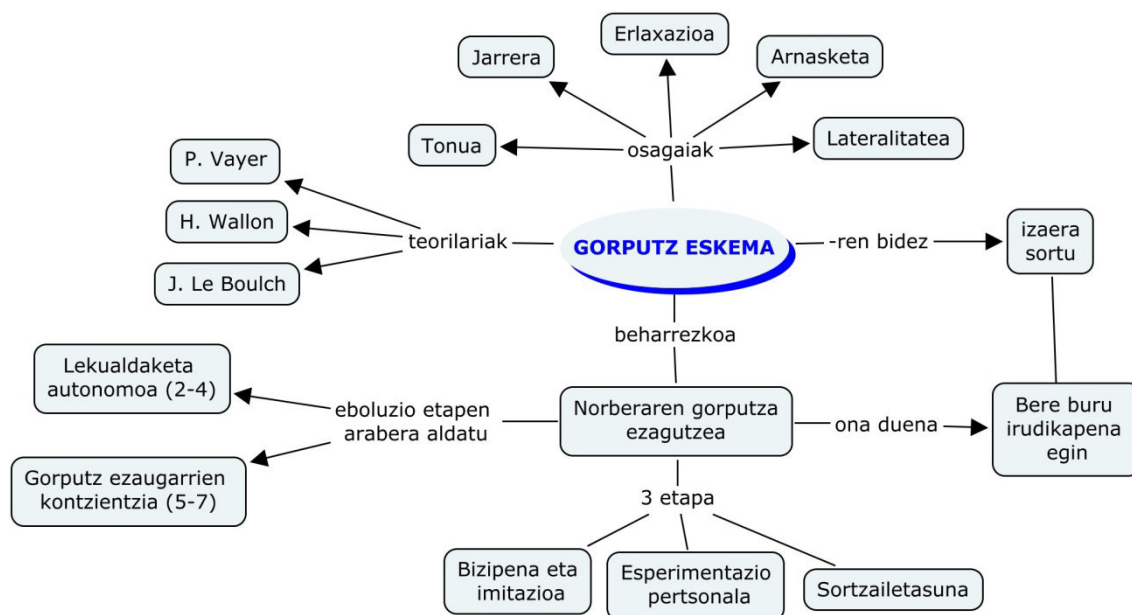 Erlaxazioa
Jarrera
Arnasketa
Tonua
osagaiak
Lateralitatea
P. Vayer
H. Wallon
J. Le Boulch
teorilariak
GORPUTZ ESKEMA
-ren bidez
izaera
sortu
beharrezkoa
Lekualdaketa
autonomoa (2-4)
Gorputz ezaugarrien
kontzientzia (5-7)
eboluzio etapen
arabera aldatu
Norberaren gorputza
ezagutzea
ona duena
Bere buru
irudikapena
egin
3 etapa
Bizipena eta
imitazioa
Esperimentazio
pertsonala
Sortzailetasuna